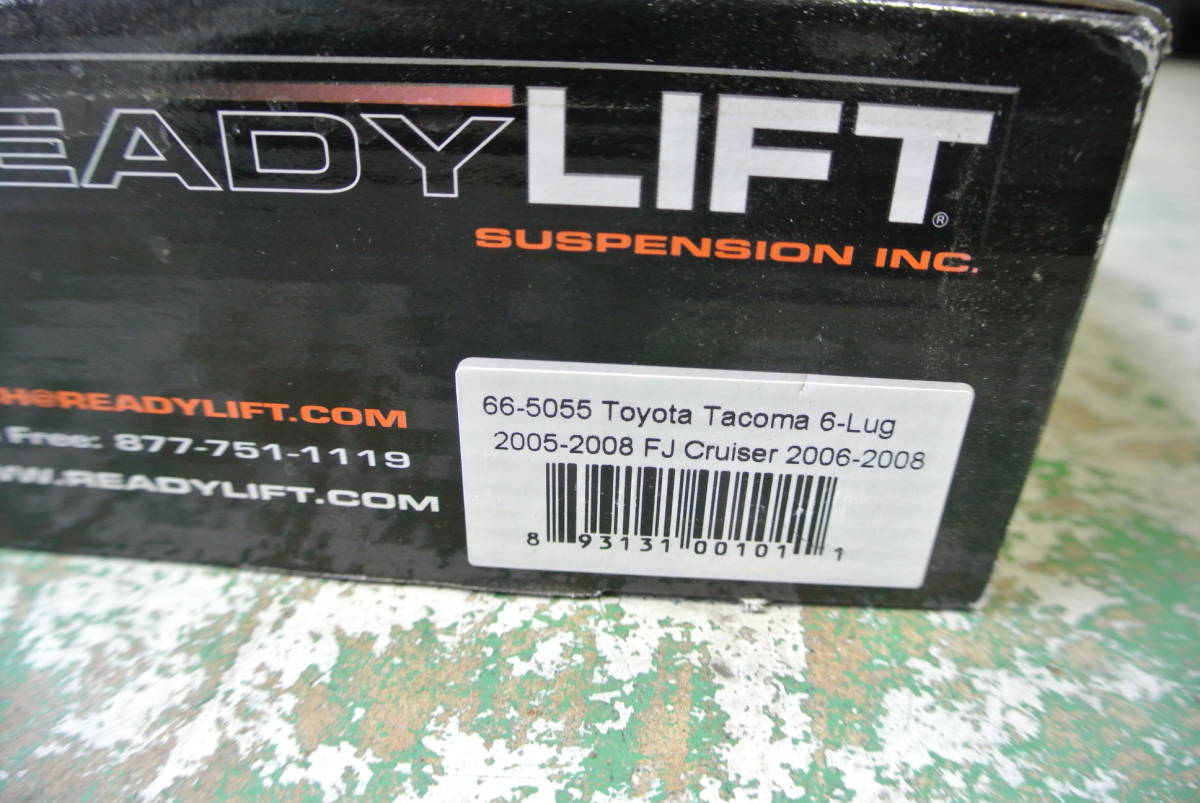 EADYLIFT®
SUSPENSION INC.
H@READYLIFT.COM
Free: 877-751-1119
WW.READYLIFT.COM
66-5055 Toyota Tacoma 6-Lug
2005-2008 FJ Cruiser 2006-2008
8 93131 00101 1